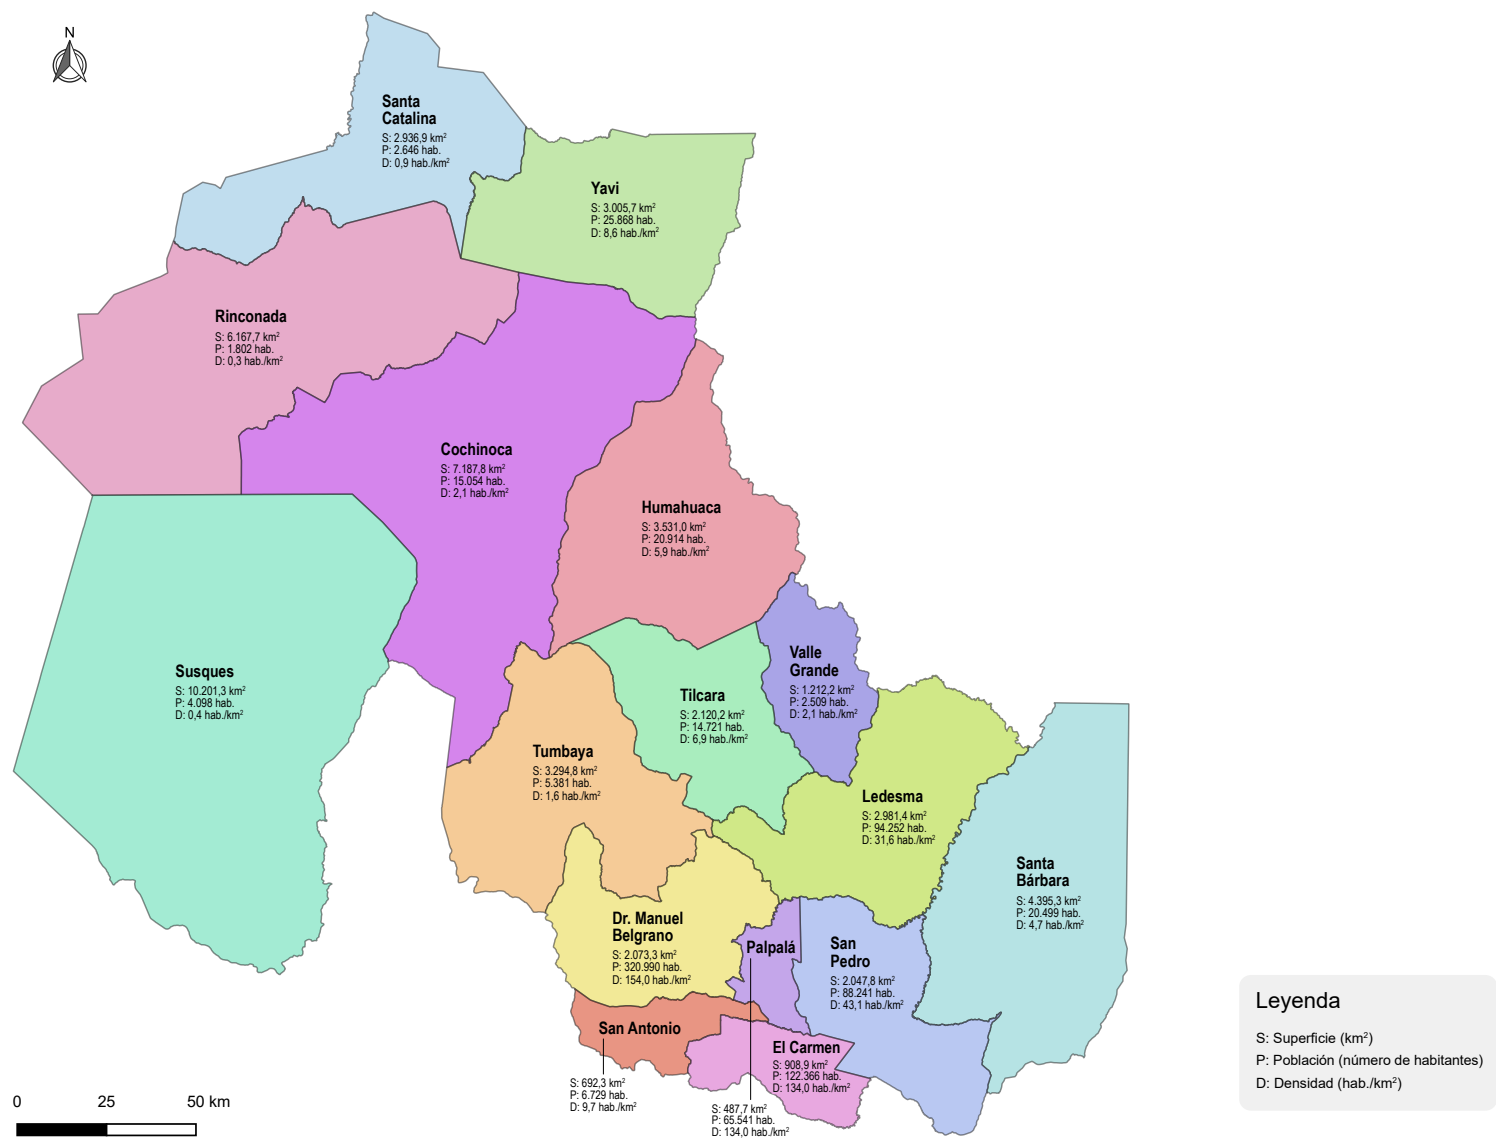 N
Santa
Catalina
S: 2.936,9 km²
P: 2.646 hab.
D: 0,9 hab./km²
Yavi
S: 3.005,7 km²
P: 25.868 hab.
D: 8,6 hab./km²
Rinconada
S: 6.167,7 km²
P: 1.802 hab.
D: 0,3 hab./km²
Cochinoca
S: 7.187,8 km²
P: 15.054 hab.
D: 2,1 hab./km²
Humahuaca
S: 3.531,0 km²
P: 20.914 hab.
D: 5,9 hab./km²
Susques
S: 10.201,3 km²
P: 4.098 hab.
D: 0,4 hab./km²
Valle
Grande
S: 1.212,2 km²
P: 2.509 hab.
D: 2,1 hab./km²
Tilcara
S: 2.120,2 km²
P: 14.721 hab.
D: 6,9 hab./km²
Tumbaya
S: 3.294,8 km²
P: 5.381 hab.
D: 1,6 hab./km²
Ledesma
S: 2.981,4 km²
P: 94.252 hab.
D: 31,6 hab./km²
Santa
Bárbara
S: 4.395,3 km²
P: 20.499 hab.
D: 4,7 hab./km²
Dr. Manuel
Belgrano
S: 2.073,3 km²
P: 320.990 hab.
D: 154,0 hab./km²
Palpalá
S: 487,7 km²
P: 65.541 hab.
D: 134,0 hab./km²
San
Pedro
S: 2.047,8 km²
P: 88.241 hab.
D: 43,1 hab./km²
San Antonio
S: 692,3 km²
P: 6.729 hab.
D: 9,7 hab./km²
El Carmen
S: 908,9 km²
P: 122.366 hab.
D: 134,0 hab./km²
Leyenda
S: Superficie (km²)
P: Población (número de habitantes)
D: Densidad (hab./km²)
0 25 50 km